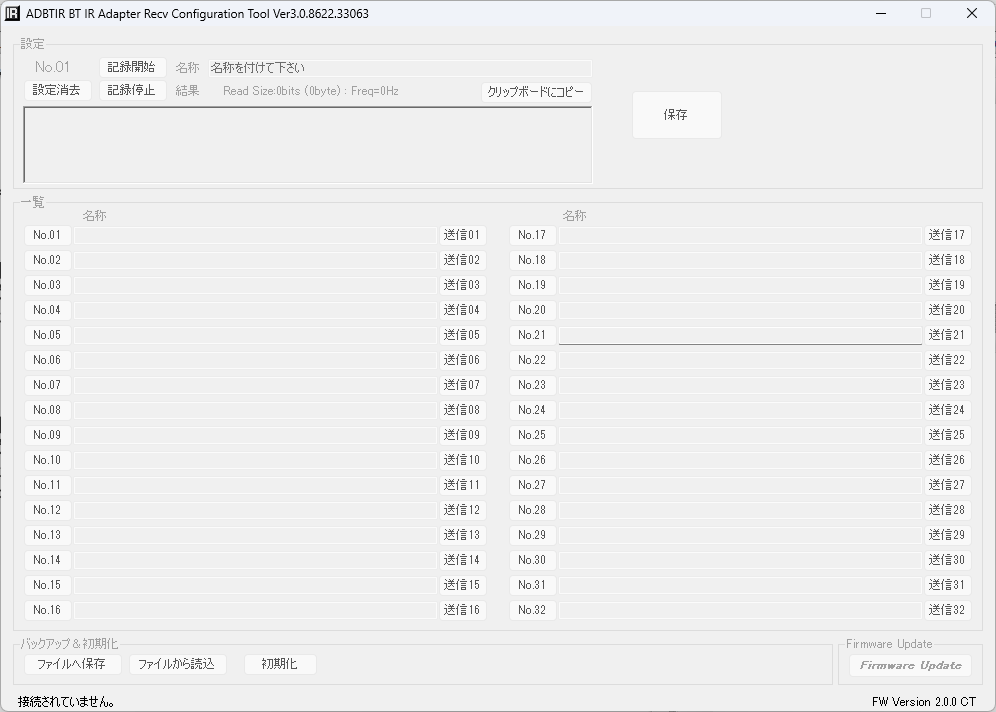 IR ADBTIR BT IR Adapter Recv Configuration Tool Ver3.0.8622.33063
設定
No.01 記録開始 名称 名称を付けて下さい
設定消去 記録停止 結果 Read Size:0bits (0byte) : Freq=0Hz クリップボードにコピー
保存
一覧
名称 名称
No.01 送信01 No.17 送信17
No.02 送信02 No.18 送信18
No.03 送信03 No.19 送信19
No.04 送信04 No.20 送信20
No.05 送信05 No.21 送信21
No.06 送信06 No.22 送信22
No.07 送信07 No.23 送信23
No.08 送信08 No.24 送信24
No.09 送信09 No.25 送信25
No.10 送信10 No.26 送信26
No.11 送信11 No.27 送信27
No.12 送信12 No.28 送信28
No.13 送信13 No.29 送信29
No.14 送信14 No.30 送信30
No.15 送信15 No.31 送信31
No.16 送信16 No.32 送信32
バックアップ&初期化 Firmware Update
ファイルへ保存 ファイルから読込 初期化 Firmware Update
接続されていません。 FW Version 2.0.0 CT